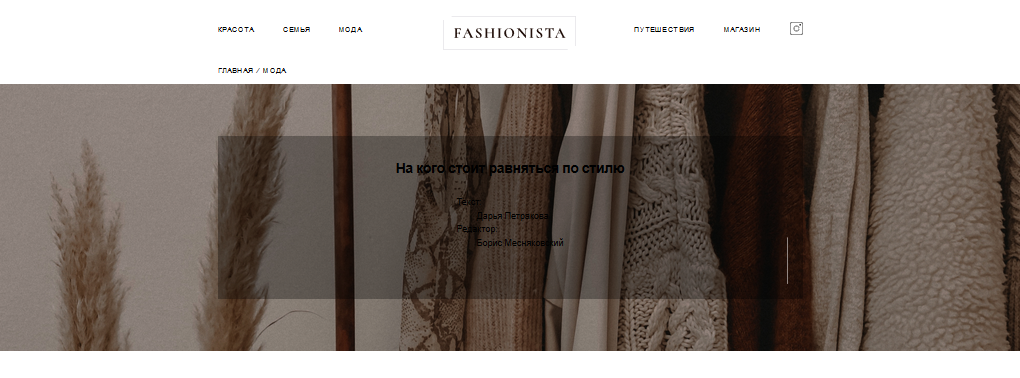 КРАСОТА СЕМЬЯ МОДА FASHIONISTA ПУТЕШЕСТВИЯ МАГАЗИН
ГЛАВНАЯ / МОДА
На кого стоит равняться по стилю
Текст:
Дарья Петракова
Редактор:
Борис Месняковский